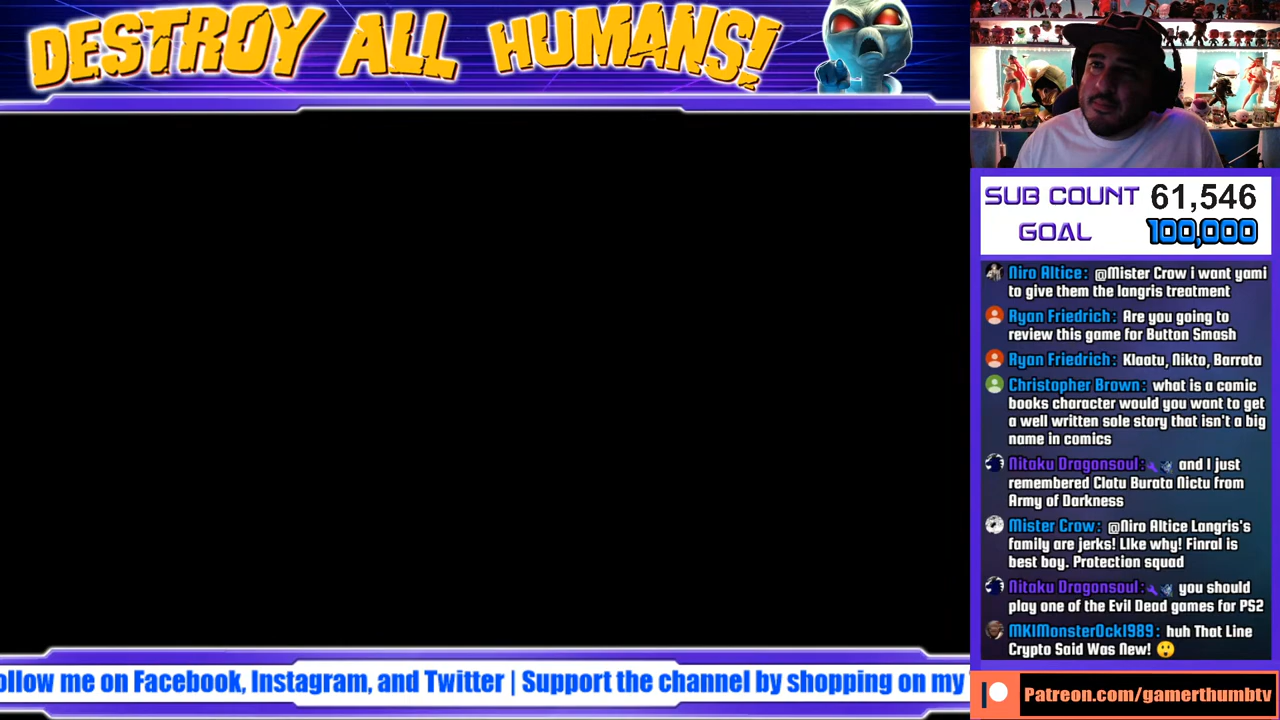 DESTROY ALL HUMANS!
SUB COUNT 61,546
GOAL 100,000
Niro Altice: @Mister Crow i want yami
to give them the langris treatment
Ryan Friedrich: Are you going to
review this game for Button Smash
Ryan Friedrich: Klaatu, Nikto, Barrata
Christopher Brown: what is a comic
books character would you want to get
a well written sole story that isn't a big
name in comics
Nitaku Dragonsoul: and I just
remembered Clatu Burata Nictu from
Army of Darkness
Mister Crow: @Niro Altice Langris's
family are jerks! LIke why! Finral is
best boy. Protection squad
Nitaku Dragonsoul: you should
play one of the Evil Dead games for PS2
MK1MonsterOck1989: huh That Line
Crypto Said Was New! 😲
ollow me on Facebook, Instagram, and Twitter | Support the channel by shopping on my
Patreon.com/gamerthumbtv